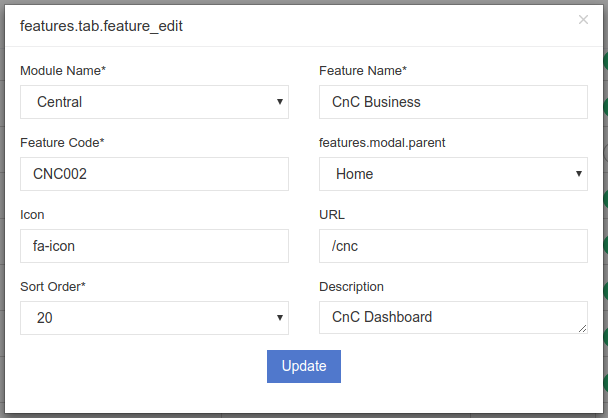 features.tab.feature_edit
×
Module Name*
Feature Name*
Central
CnC Business
Feature Code*
features.modal.parent
CNC002
Home
Icon
URL
fa-icon
/cnc
Sort Order*
Description
20
CnC Dashboard
Update